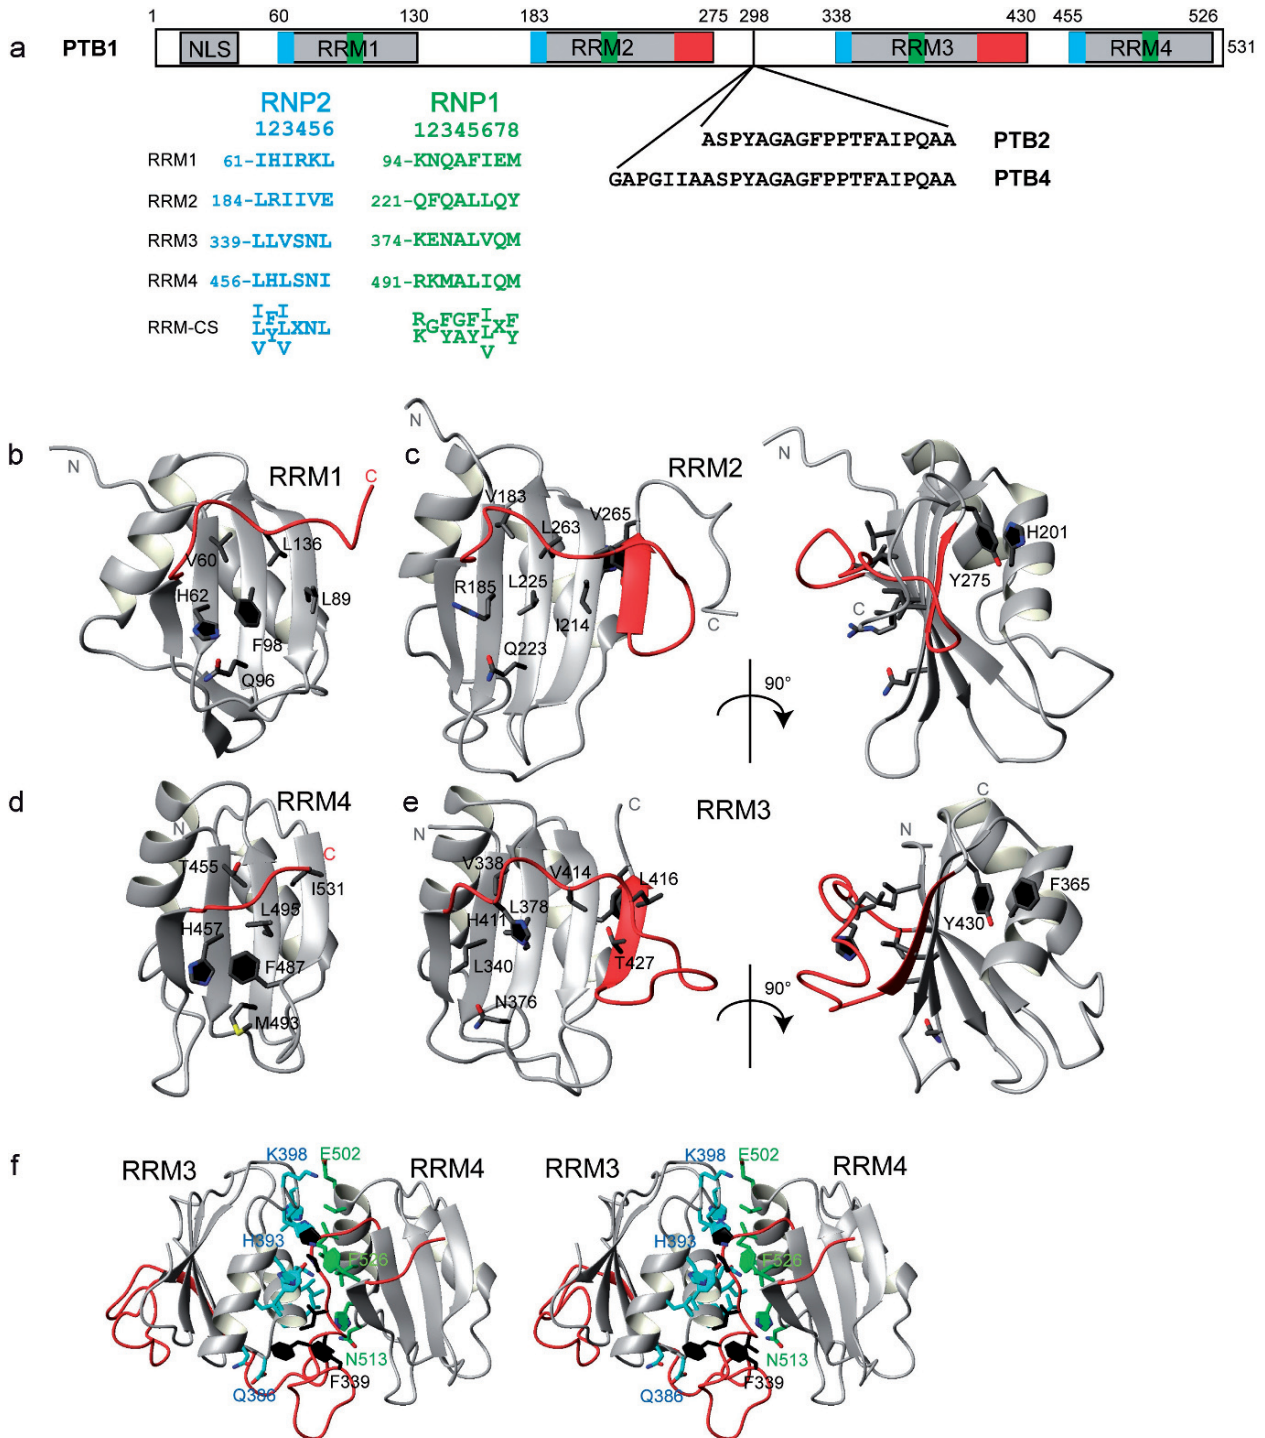 1 60 130 183 275 298 338 430 455 526
a PTB1 NLS RRM1 RRM2 RRM3 RRM4 531
RNP2 RNP1
123456 12345678
ASPYAGAGFPPTFAIPQAA PTB2
RRM1 61-IHIRKL 94-KNQAFIEM
GAPGIIAASPYAGAGFPPTFAIPQAA PTB4
RRM2 184-LRIIVE 221-QFQALLQY
RRM3 339-LLVSNL 374-KENALVQM
RRM4 456-LHLSNI 491-RKMALIQM
I I I
F R FGF F
RRM-CS L L XNL G L X
Y K YAY Y
V V V
b N RRM1 C
V60 L136
H62 L89
F98
Q96
c N RRM2
V183 V265
L263
R185 L225
I214
Q223
C
90°
N H201
Y275
C
d RRM4
N C
T455
I531
L495
H457
F487
M493
e C RRM3
N
V338 V414 L416
L378
H411
L340 T427
N376
90°
C
N
F365
Y430
f RRM3 K398 E502 RRM4
H393 F526
N513
F339
Q386
RRM3 K398 E502 RRM4
H393 F526
N513
F339
Q386